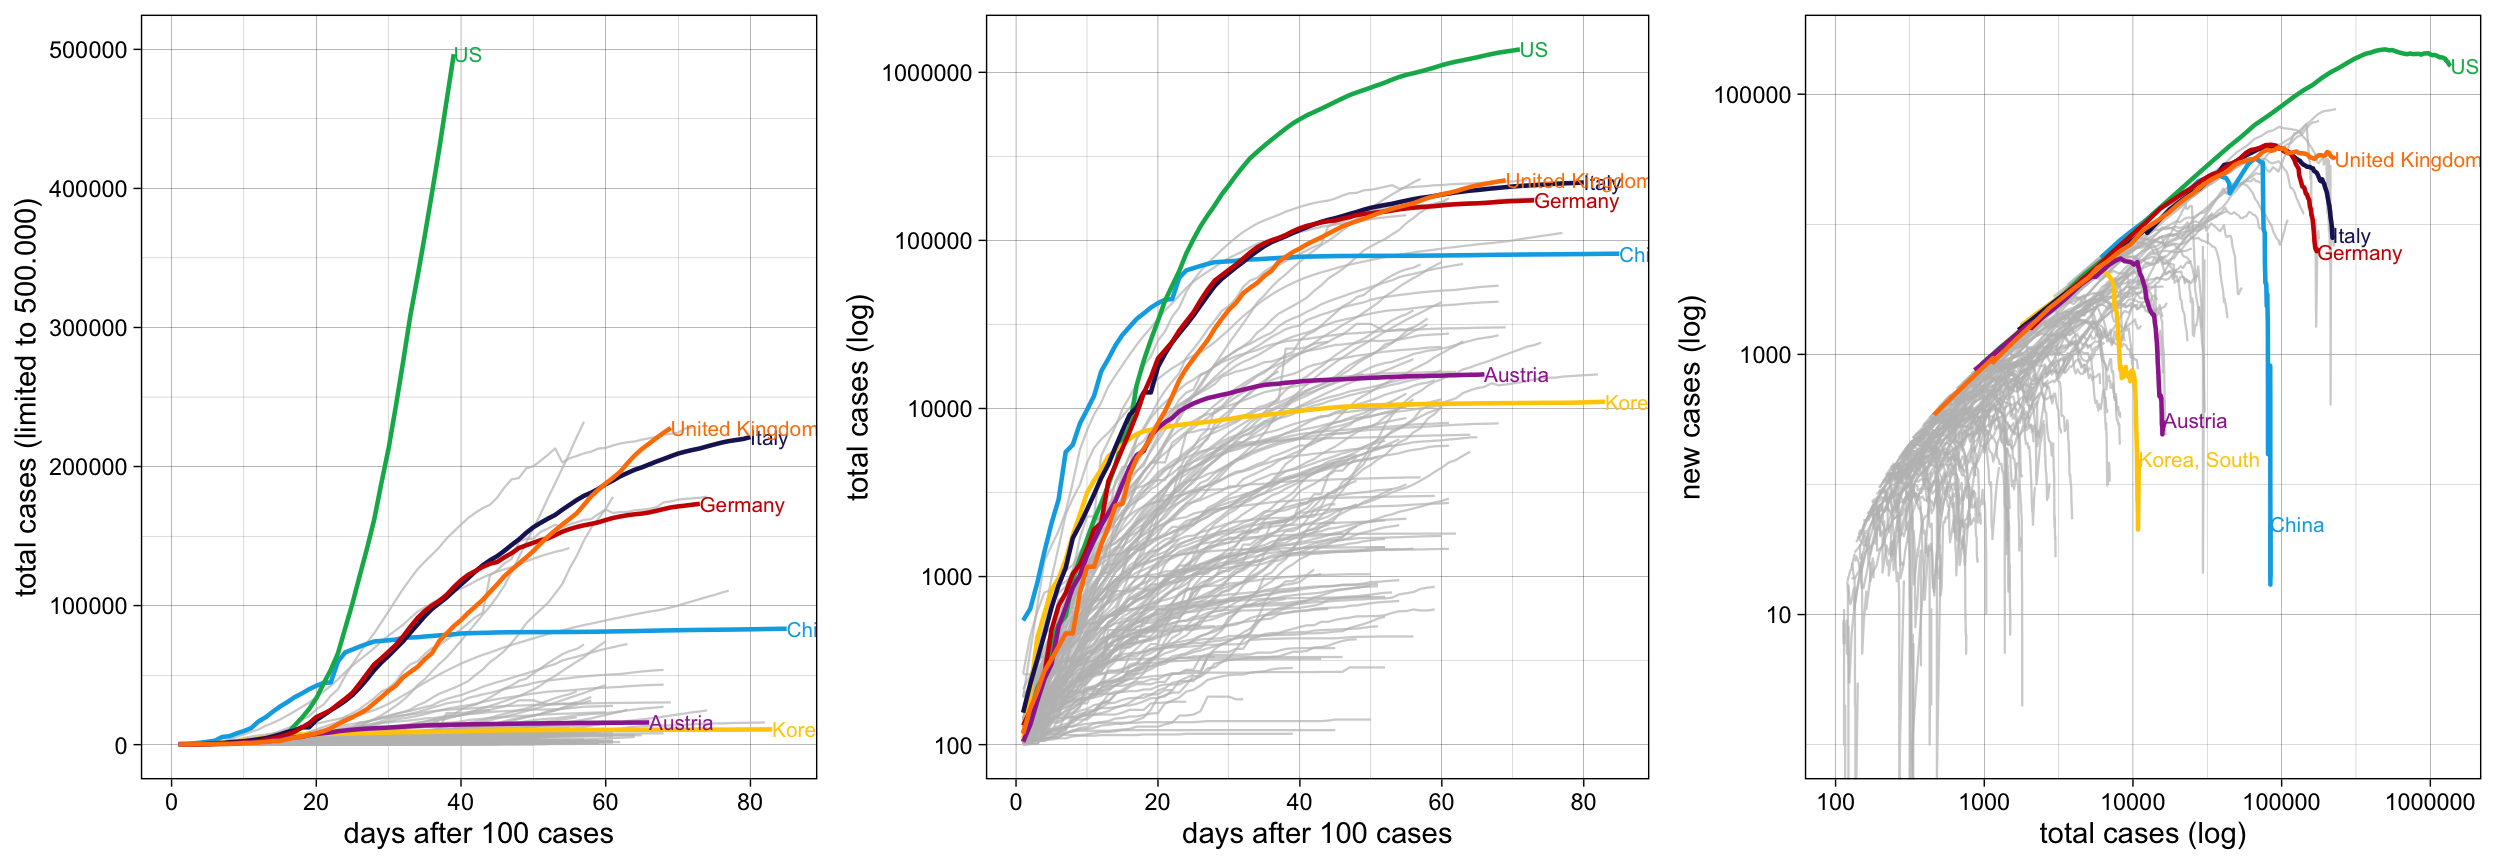 total cases (limited to 500.000)
500000
400000
300000
200000
100000
0
US
United Kingdom
Italy
Germany
Chi
Austria
Kore
0 20 40 60 80
days after 100 cases
total cases (log)
1000000
100000
10000
1000
100
US
United Kingdom
Italy
Germany
Chi
Austria
Kore
0 20 40 60 80
days after 100 cases
new cases (log)
100000
1000
10
US
United Kingdom
Italy
Germany
Austria
Korea, South
China
100 1000 10000 100000 1000000
total cases (log)